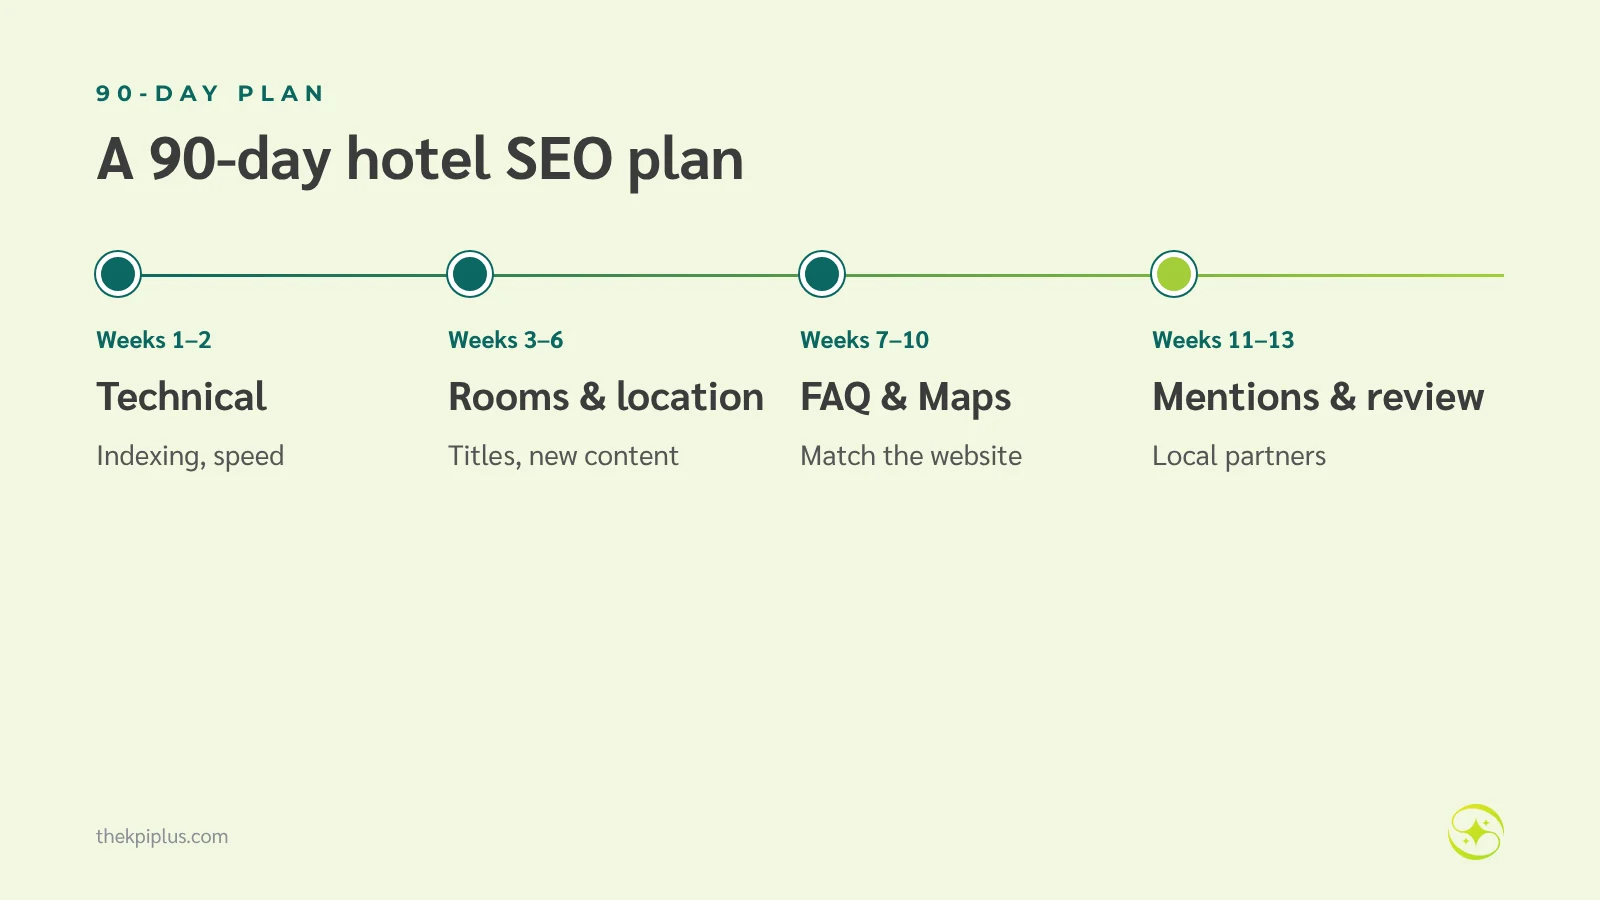 90-DAY PLAN
A 90-day hotel SEO plan
Weeks 1–2
Technical
Indexing, speed
Weeks 3–6
Rooms & location
Titles, new content
Weeks 7–10
FAQ & Maps
Match the website
Weeks 11–13
Mentions & review
Local partners
thekpiplus.com